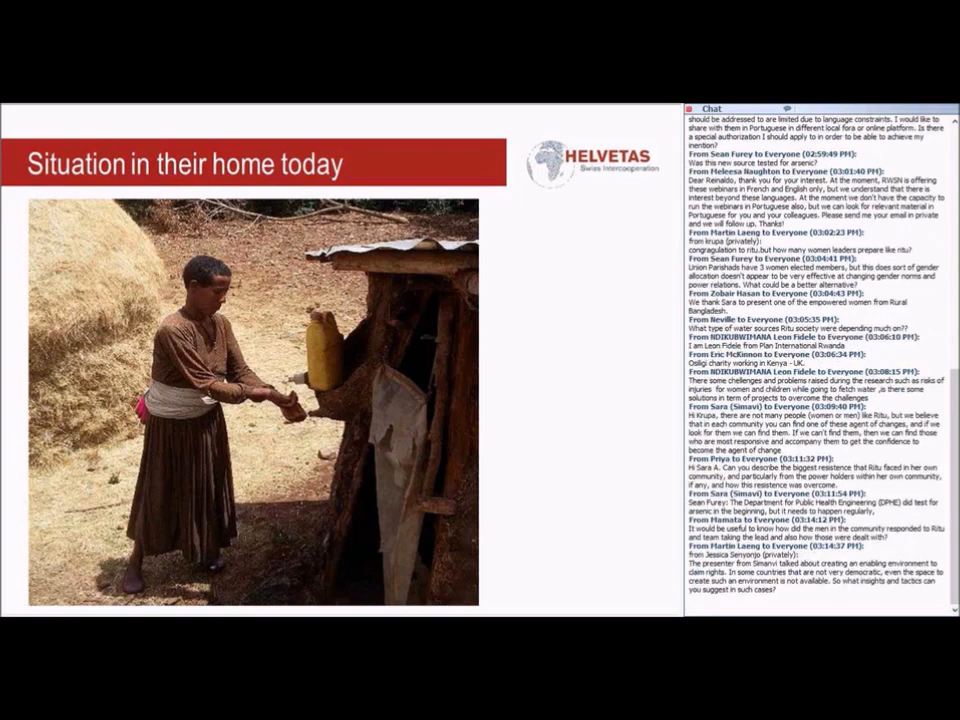 Situation in their home today
HELVETAS
Swiss Intercooperation
Chat
should be addressed to are limited due to language constraints. I would like to
share with them in Portuguese in different local fora or online platform. Is there
a special authorization I should apply to in order to be able to achieve my
inention?
From Sean Furey to Everyone (02:59:49 PM):
Was this new source tested for arsenic?
From Meleesa Naughton to Everyone (03:01:40 PM):
Dear Reinaldo, thank you for your interest. At the moment, RWSN is offering
these webinars in French and English only, but we understand that there is
interest beyond these languages. At the moment we don't have the capacity to
run the webinars in Portuguese also, but we can look for relevant material in
Portuguese for you and your colleagues. Please send me your email in private
and we will follow up. Thanks!
From Martin Laeng to Everyone (03:02:23 PM):
from krupa (privately):
congragulation to ritu.but how many women leaders prepare like ritu?
From Sean Furey to Everyone (03:04:41 PM):
Union Parishads have 3 women elected members, but this does sort of gender
allocation doesn't appear to be very effective at changing gender norms and
power relations. What could be a better alternative?
From Zobair Hasan to Everyone (03:04:43 PM):
We thank Sara to present one of the empowered women from Rural
Bangladesh.
From Neville to Everyone (03:05:35 PM):
What type of water sources Ritu society were depending much on??
From NDIKUBWIMANA Leon Fidele to Everyone (03:06:10 PM):
I am Leon Fidele from Plan International Rwanda
From Eric McKinnon to Everyone (03:06:34 PM):
Osiligi charity working in Kenya - UK.
From NDIKUBWIMANA Leon Fidele to Everyone (03:08:15 PM):
There some chellenges and problems raised during the research such as risks of
injuries for women and children while going to fetch water ,is there some
solutions in term of projects to overcome the challenges
From Sara (Simavi) to Everyone (03:09:40 PM):
Hi Krupa, there are not many people (women or men) like Ritu, but we believe
that in each community you can find one of these agent of changes, and if we
look for them we can find them. If we can't find them, then we can find those
who are most responsive and accompany them to get the confidence to
become the agent of change
From Priya to Everyone (03:11:32 PM):
Hi Sara A. Can you describe the biggest resistence that Ritu faced in her own
community, and particularly from the power holders within her own community,
if any, and how this resistence was overcome.
From Sara (Simavi) to Everyone (03:11:54 PM):
Sean Furey: The Department for Public Health Engineering (DPHE) did test for
arsenic in the beginning, but it needs to happen regularly,
From Mamata to Everyone (03:14:12 PM):
It would be useful to know how did the men in the community responded to Ritu
and team taking the lead and also how those were dealt with?
From Martin Laeng to Everyone (03:14:37 PM):
from Jessica Senyonjo (privately):
The presenter from Simanvi talked about creating an enabling environment to
claim rights. In some countries that are not very democratic, even the space to
create such an environment is not available. So what insights and tactics can
you suggest in such cases?